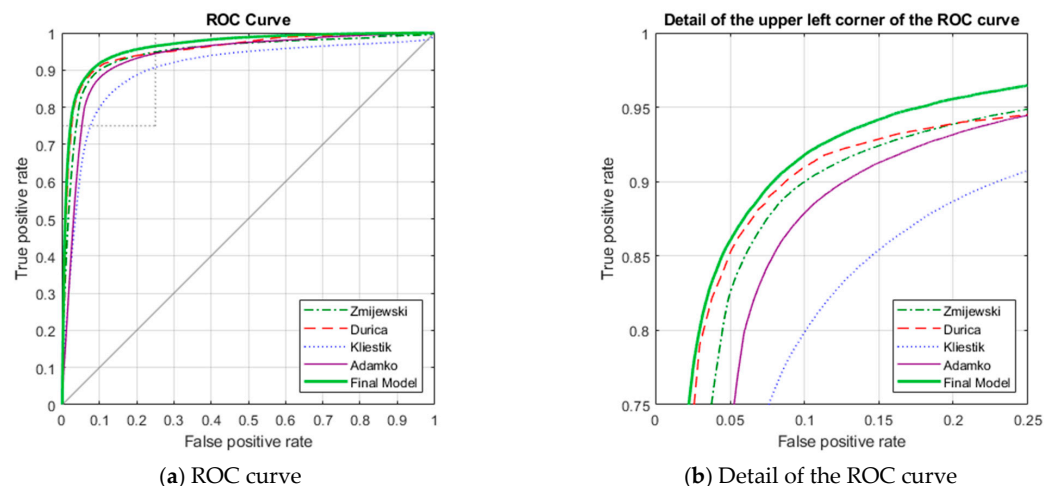 ROC Curve
1
0.9
0.8
0.7
0.6
0.5
0.4
0.3
0.2
0.1
0
True positive rate
0 0.1 0.2 0.3 0.4 0.5 0.6 0.7 0.8 0.9 1
False positive rate
Zmijewski
Durica
Kliestik
Adamko
Final Model
(a) ROC curve
Detail of the upper left corner of the ROC curve
1
0.95
0.9
0.85
0.8
0.75
True positive rate
0 0.05 0.1 0.15 0.2 0.25
False positive rate
Zmijewski
Durica
Kliestik
Adamko
Final Model
(b) Detail of the ROC curve